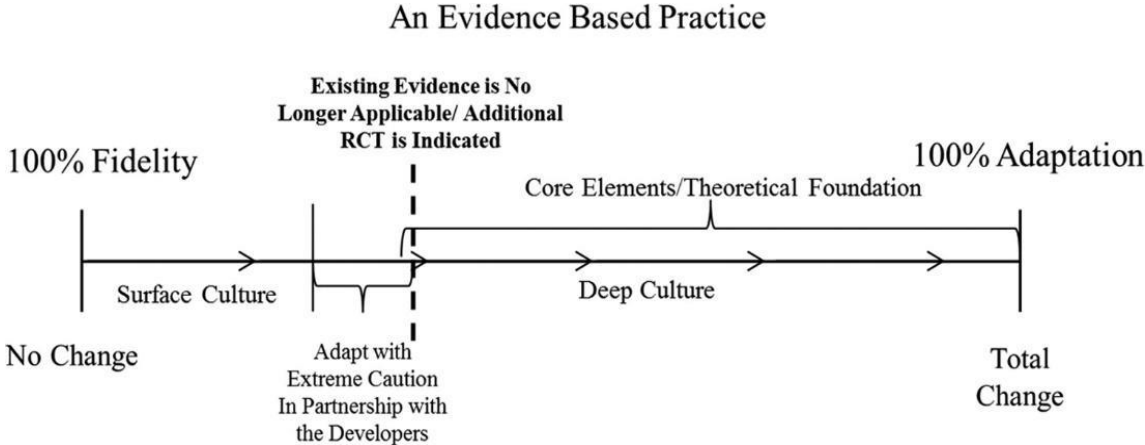 An Evidence Based Practice
Existing Evidence is No
Longer Applicable/ Additional
RCT is Indicated
100% Fidelity
100% Adaptation
Core Elements/Theoretical Foundation
Surface Culture
Deep Culture
No Change
Adapt with
Extreme Caution
In Partnership with
the Developers
Total
Change